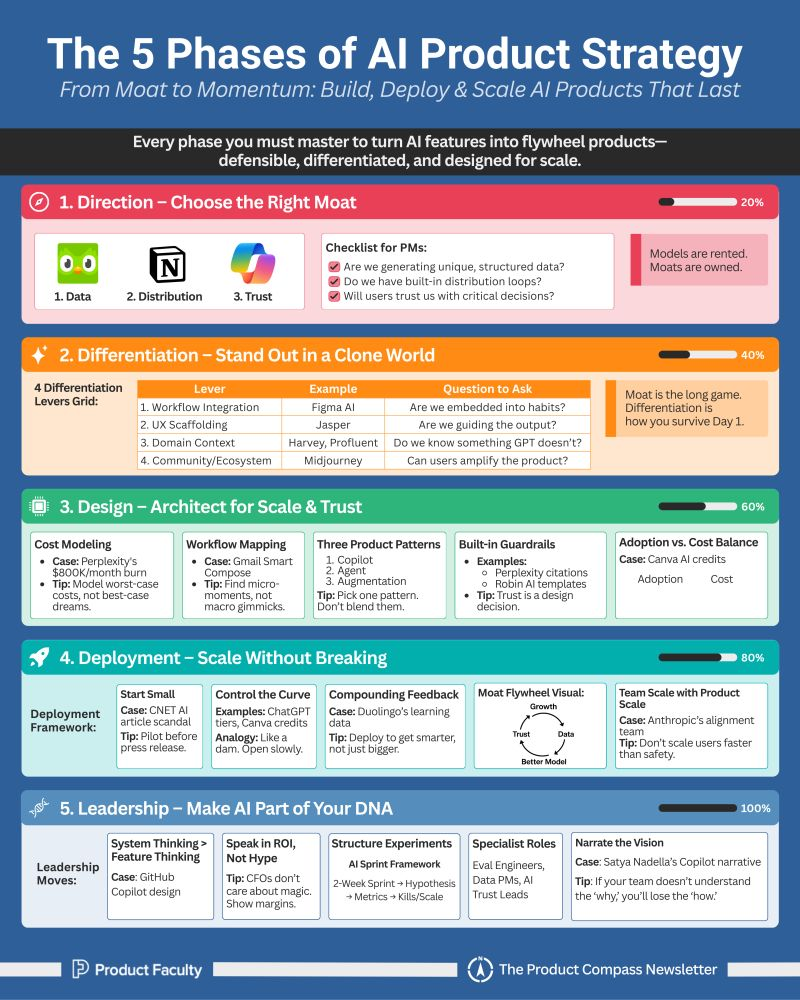 The 5 Phases of AI Product Strategy
From Moat to Momentum: Build, Deploy & Scale AI Products That Last
Every phase you must master to turn AI features into flywheel products—
defensible, differentiated, and designed for scale.
1. Direction – Choose the Right Moat
20%
1. Data
2. Distribution
3. Trust
Checklist for PMs:
Are we generating unique, structured data?
Do we have built-in distribution loops?
Will users trust us with critical decisions?
Models are rented.
Moats are owned.
2. Differentiation – Stand Out in a Clone World
40%
4 Differentiation
Levers Grid:
Lever Example Question to Ask
1. Workflow Integration Figma AI Are we embedded into habits?
2. UX Scaffolding Jasper Are we guiding the output?
3. Domain Context Harvey, Profluent Do we know something GPT doesn't?
4. Community/Ecosystem Midjourney Can users amplify the product?
Moat is the long game.
Differentiation is
how you survive Day 1.
3. Design – Architect for Scale & Trust
60%
Cost Modeling
• Case: Perplexity's
$800K/month burn
• Tip: Model worst-case
costs, not best-case
dreams.
Workflow Mapping
• Case: Gmail Smart
Compose
• Tip: Find micro-
moments, not
macro gimmicks.
Three Product Patterns
1. Copilot
2. Agent
3. Augmentation
Tip: Pick one pattern.
Don't blend them.
Built-in Guardrails
• Examples:
○ Perplexity citations
○ Robin AI templates
• Tip: Trust is a design
decision.
Adoption vs. Cost Balance
Case: Canva AI credits
Adoption Cost
4. Deployment – Scale Without Breaking
80%
Deployment
Framework:
Start Small
Case: CNET AI
article scandal
Tip: Pilot before
press release.
Control the Curve
Examples: ChatGPT
tiers, Canva credits
Analogy: Like a
dam. Open slowly.
Compounding Feedback
Case: Duolingo's learning
data
Tip: Deploy to get smarter,
not just bigger.
Moat Flywheel Visual:
Growth
Trust
Data
Better Model
Team Scale with Product
Scale
Case: Anthropic's alignment
team
Tip: Don't scale users faster
than safety.
5. Leadership – Make AI Part of Your DNA
100%
Leadership
Moves:
System Thinking >
Feature Thinking
Case: GitHub
Copilot design
Speak in ROI,
Not Hype
Tip: CFOs don't
care about magic.
Show margins.
Structure Experiments
AI Sprint Framework
2-Week Sprint → Hypothesis
→ Metrics → Kills/Scale
Specialist Roles
Eval Engineers,
Data PMs, AI
Trust Leads
Narrate the Vision
Case: Satya Nadella's Copilot narrative
Tip: If your team doesn't understand
the 'why,' you'll lose the 'how.'
Product Faculty
N
The Product Compass Newsletter